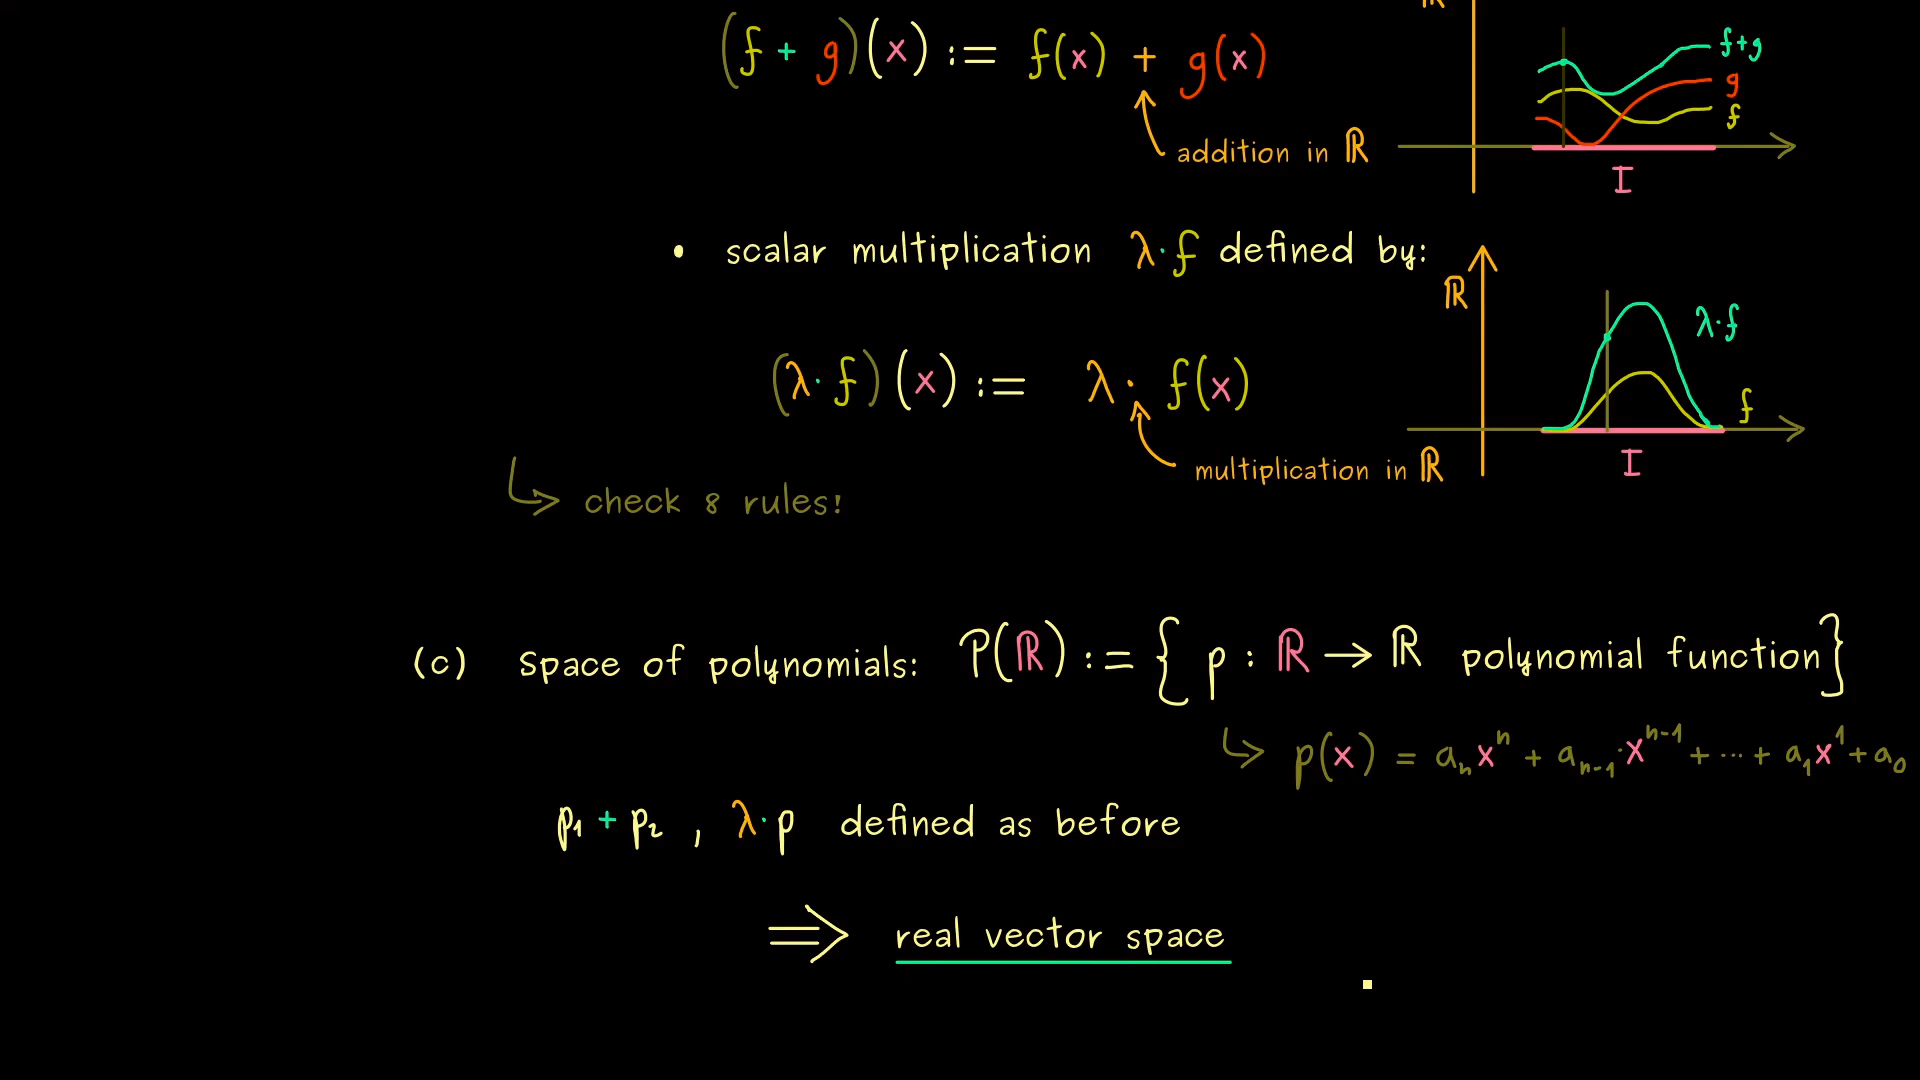 (f + g)(x) := f(x) + g(x)
addition in ℝ
ℝ
f+g
g
f
I
• scalar multiplication λ·f defined by:
(λ·f)(x) := λ · f(x)
multiplication in ℝ
ℝ
λ·f
f
I
check 8 rules!
(c) Space of polynomials: P(ℝ) := { p : ℝ → ℝ polynomial function}
p(x) = aₙxⁿ + aₙ₋₁·xⁿ⁻¹ + ··· + a₁x¹ + a₀
p₁ + p₂ , λ·p defined as before
⟹ real vector space